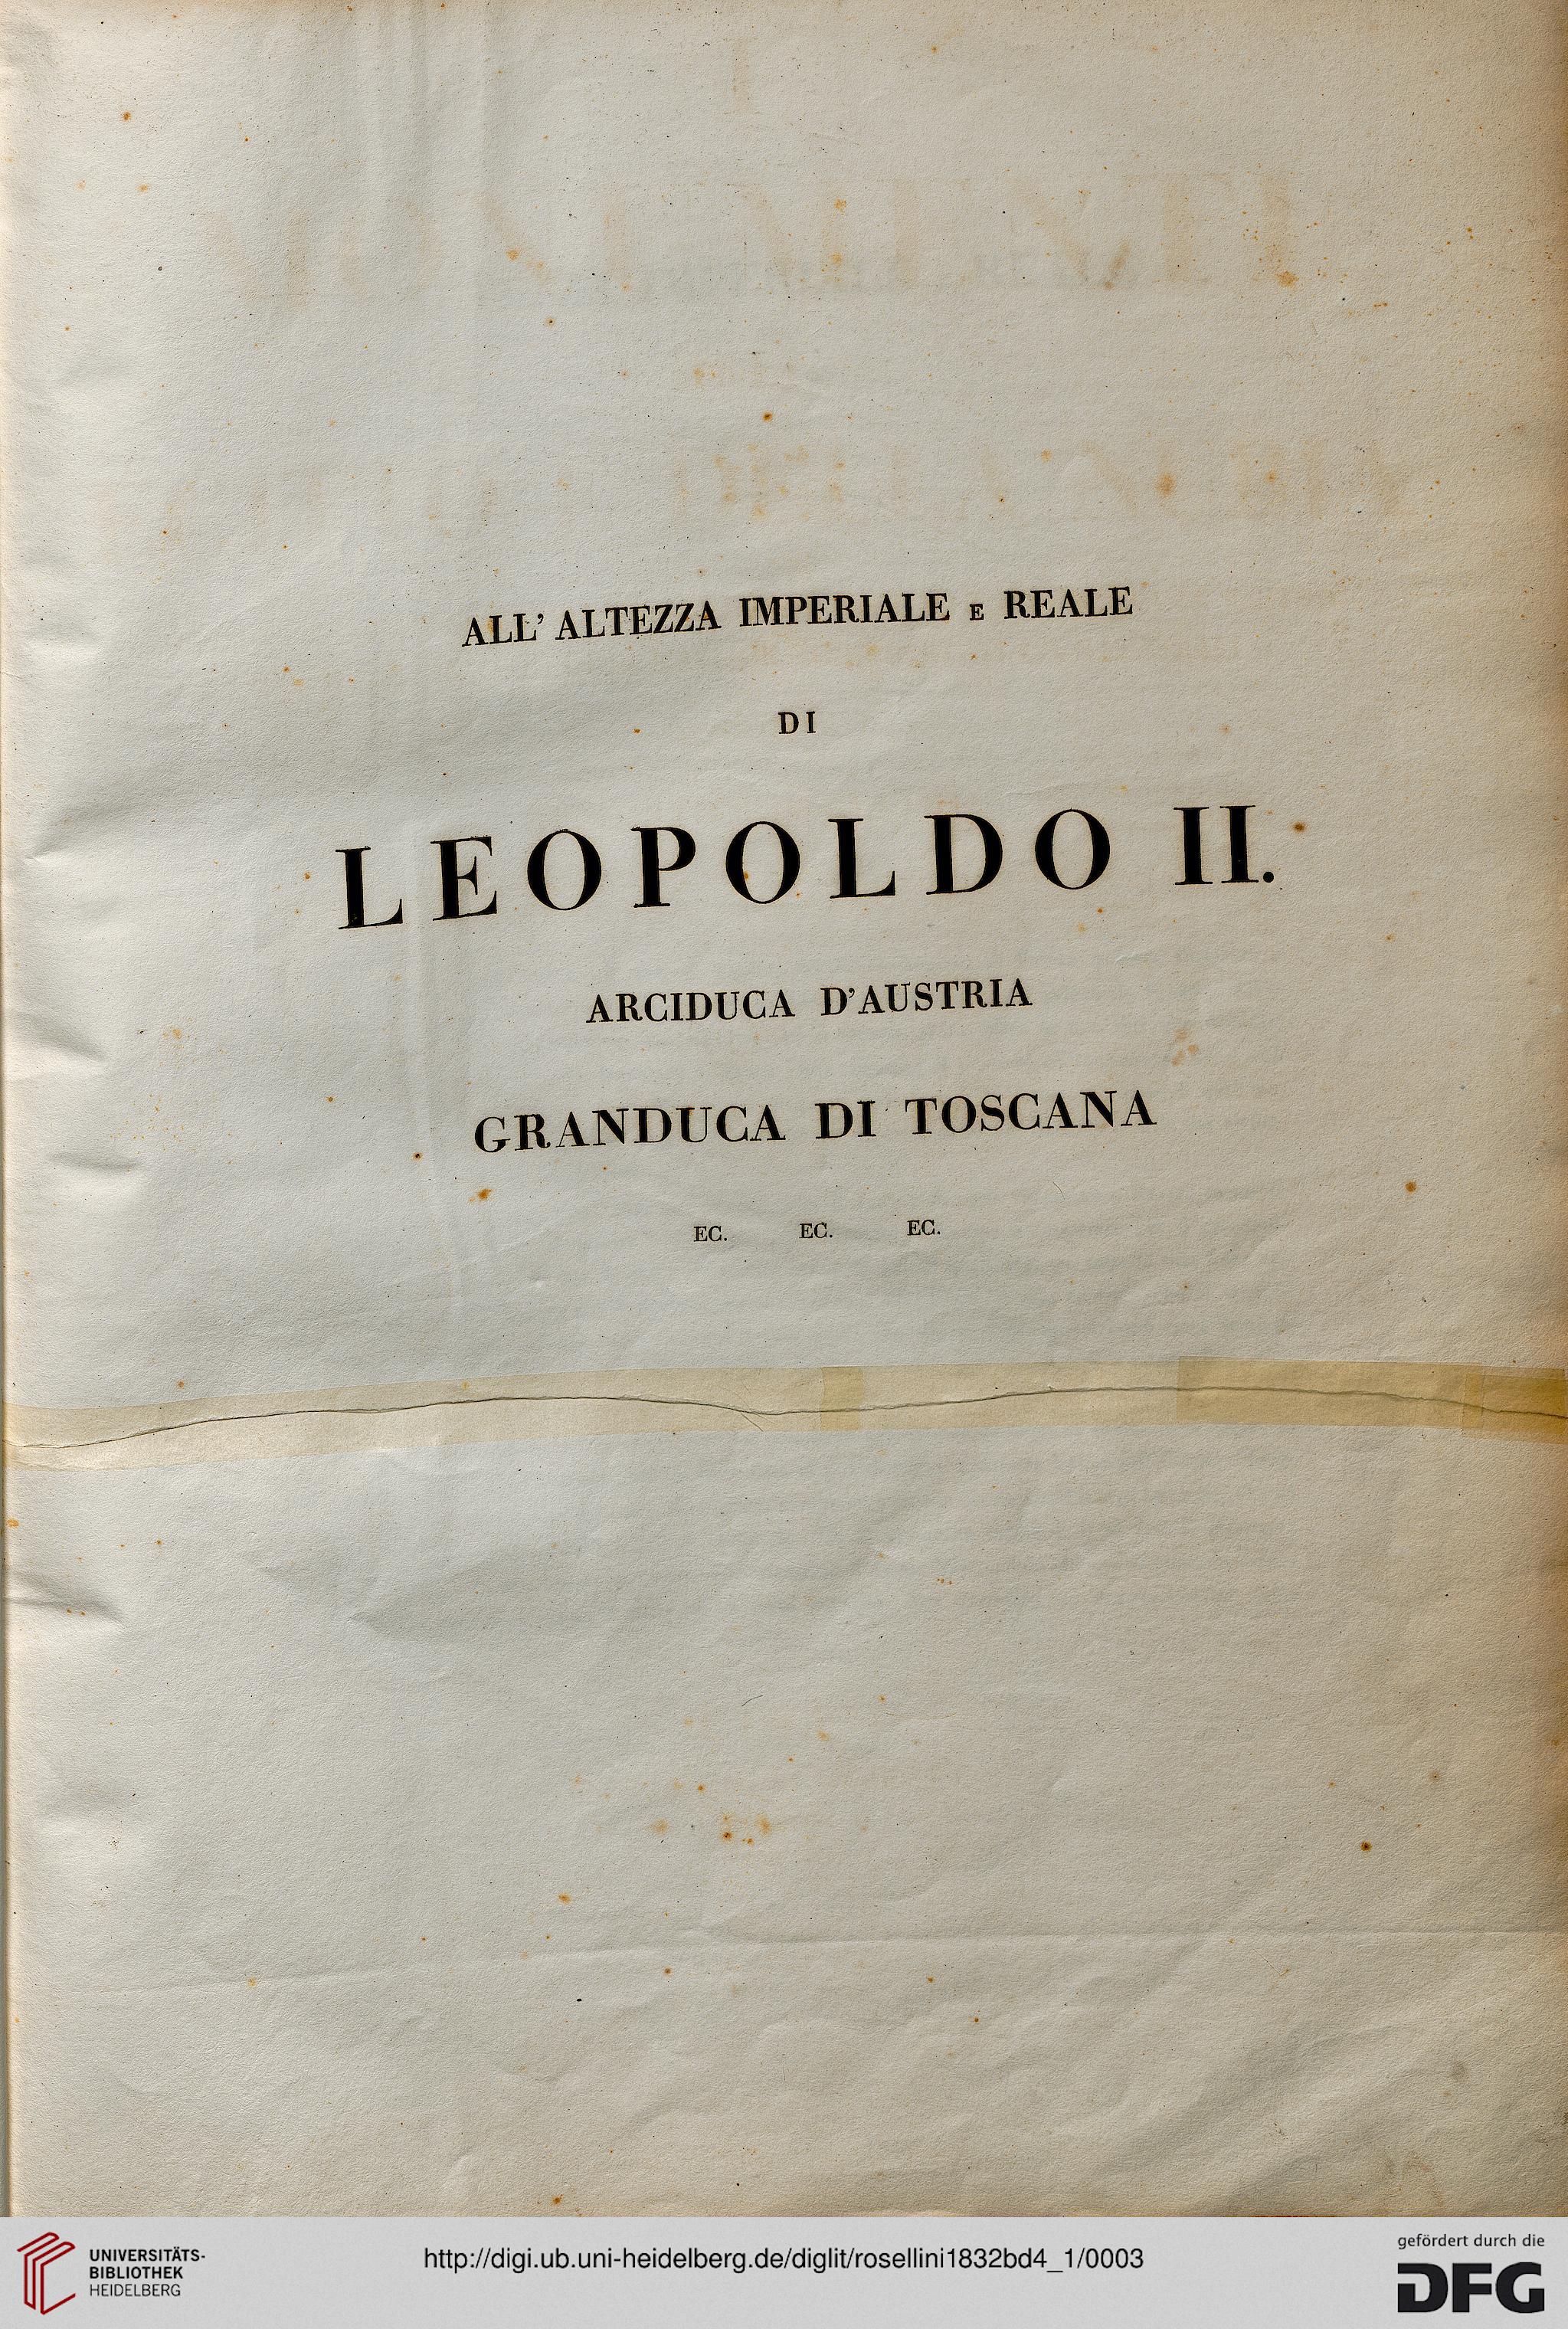 ALL' ALTEZZA IMPERIALE E REALE
DI
LEOPOLDO II.
ARCIDUCA D'AUSTRIA
GRANDUCA DI TOSCANA
EC. EC. EC.
UNIVERSITÄTS-
BIBLIOTHEK
HEIDELBERG
http://digi.ub.uni-heidelberg.de/diglit/rosellini1832bd4_1/0003
gefördert durch die
DFG